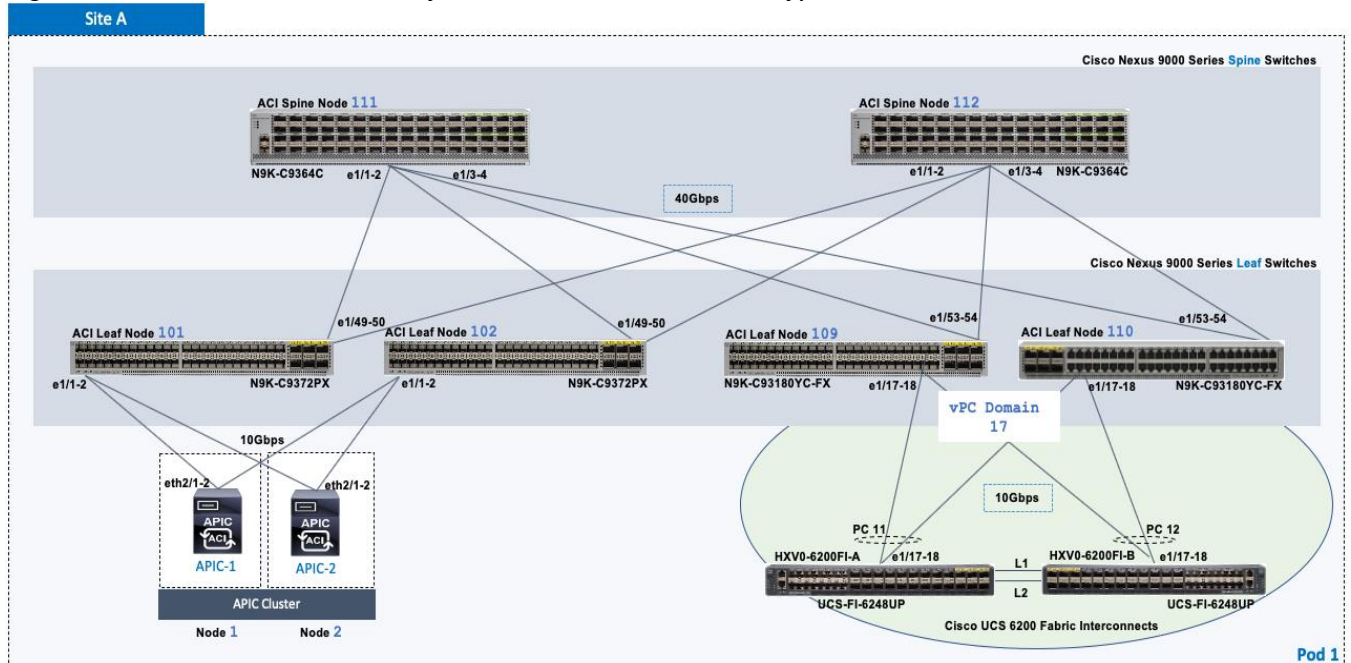 Site A
Cisco Nexus 9000 Series Spine Switches
ACI Spine Node 111
ACI Spine Node 112
N9K-C9364C
e1/1-2
e1/3-4
e1/1-2
e1/3-4
N9K-C9364C
40Gbps
Cisco Nexus 9000 Series Leaf Switches
ACI Leaf Node 101
e1/49-50
ACI Leaf Node 102
e1/49-50
ACI Leaf Node 109
e1/53-54
ACI Leaf Node 110
e1/53-54
e1/1-2
N9K-C9372PX
e1/1-2
N9K-C9372PX
N9K-C93180YC-FX
e1/17-18
e1/17-18
N9K-C93180YC-FX
vPC Domain
17
10Gbps
eth2/1-2
eth2/1-2
APIC
ACI
APIC
ACI
APIC-1
APIC-2
APIC Cluster
Node 1
Node 2
10Gbps
PC 11
PC 12
HXV0-6200FI-A
e1/17-18
L1
HXV0-6200FI-B
e1/17-18
L2
UCS-FI-6248UP
UCS-FI-6248UP
Cisco UCS 6200 Fabric Interconnects
Pod 1